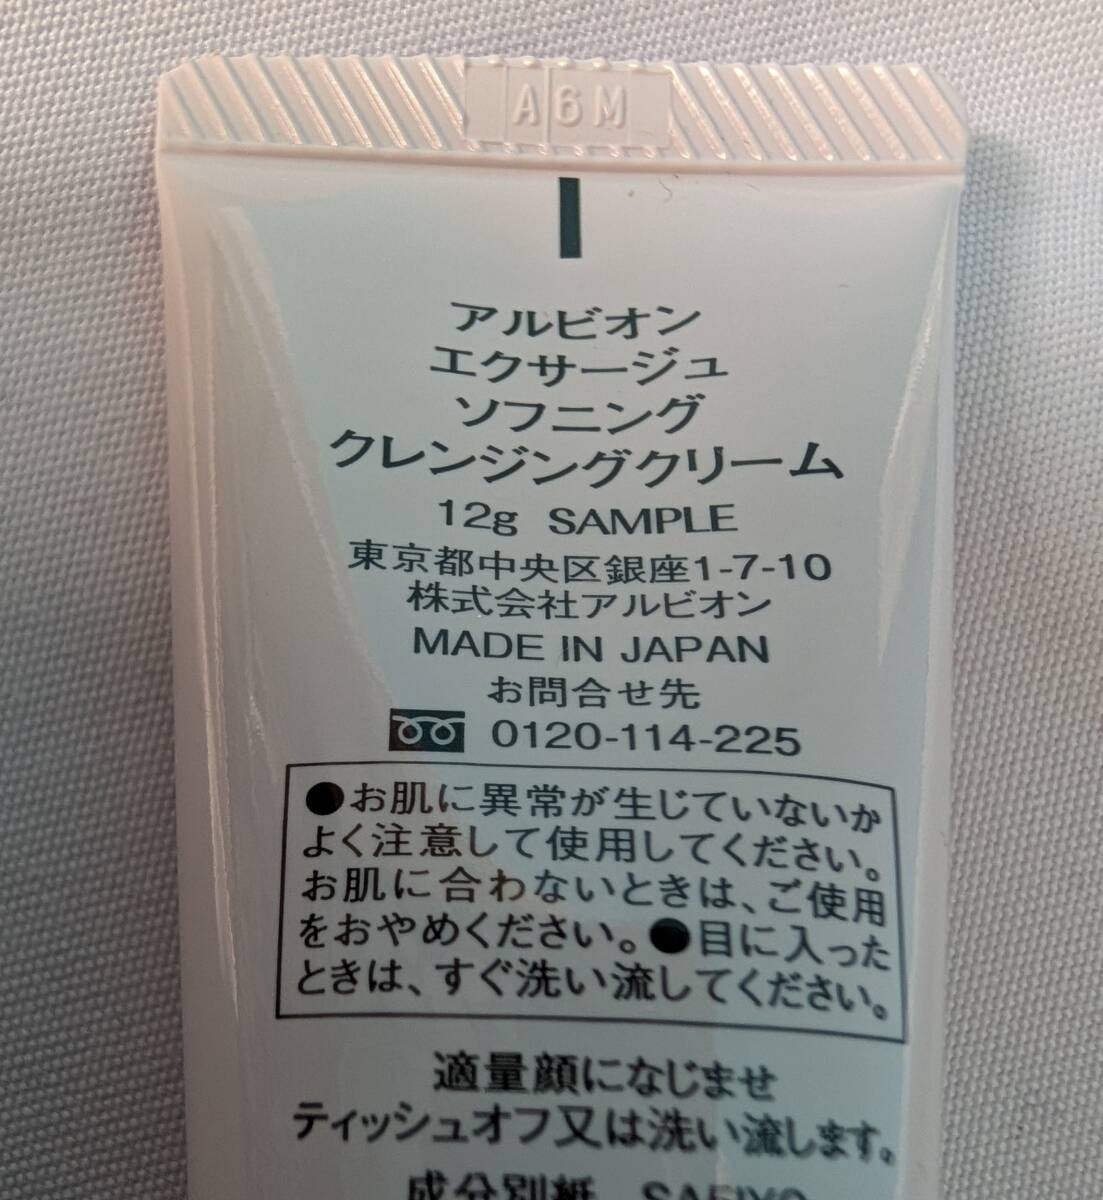 A6M
アルビオン
エクサージュ
ソフニング
クレンジングクリーム
12g SAMPLE
東京都中央区銀座1-7-10
株式会社アルビオン
MADE IN JAPAN
お問合せ先
0120-114-225
●お肌に異常が生じていないか
よく注意して使用してください。
お肌に合わないときは、ご使用
をおやめください。●目に入った
ときは、すぐ洗い流してください。
適量顔になじませ
ティッシュオフ又は洗い流します。
成分別紙